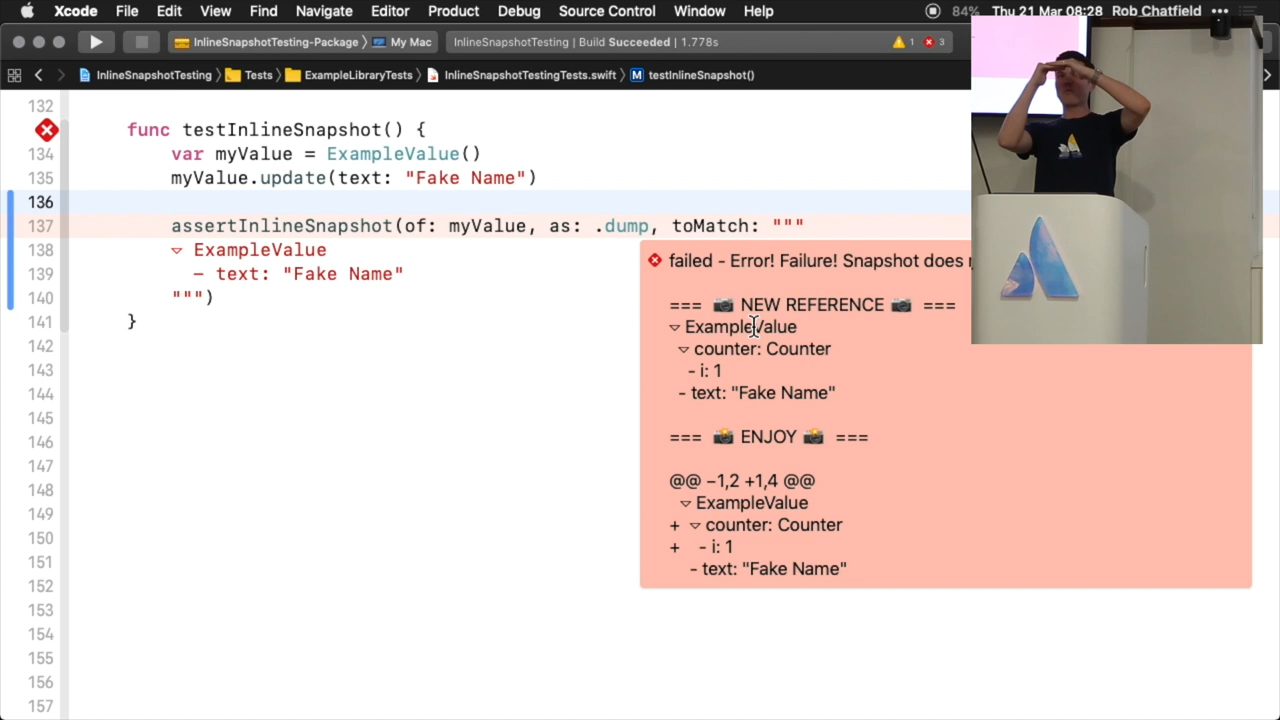 Xcode File Edit View Find Navigate Editor Product Debug Source Control Window Help 84% Thu 21 Mar 08:28 Rob Chatfield
InlineSnapshotTesting-Package My Mac InlineSnapshotTesting | Build Succeeded | 1.778s 1 3
InlineSnapshotTesting Tests ExampleLibraryTests InlineSnapshotTestingTests.swift M testInlineSnapshot()
132
func testInlineSnapshot() {
134 var myValue = ExampleValue()
135 myValue.update(text: "Fake Name")
136
137 assertInlineSnapshot(of: myValue, as: .dump, toMatch: """
138 ▿ ExampleValue
139 - text: "Fake Name"
140 """)
141 }
142
143
144
145
146
147
148
149
150
151
152
153
154
155
156
157
failed - Error! Failure! Snapshot does
=== 📷 NEW REFERENCE 📷 ===
▿ ExampleValue
▿ counter: Counter
- i: 1
- text: "Fake Name"
=== 📸 ENJOY 📸 ===
@@ −1,2 +1,4 @@
▿ ExampleValue
+ ▿ counter: Counter
+ - i: 1
- text: "Fake Name"